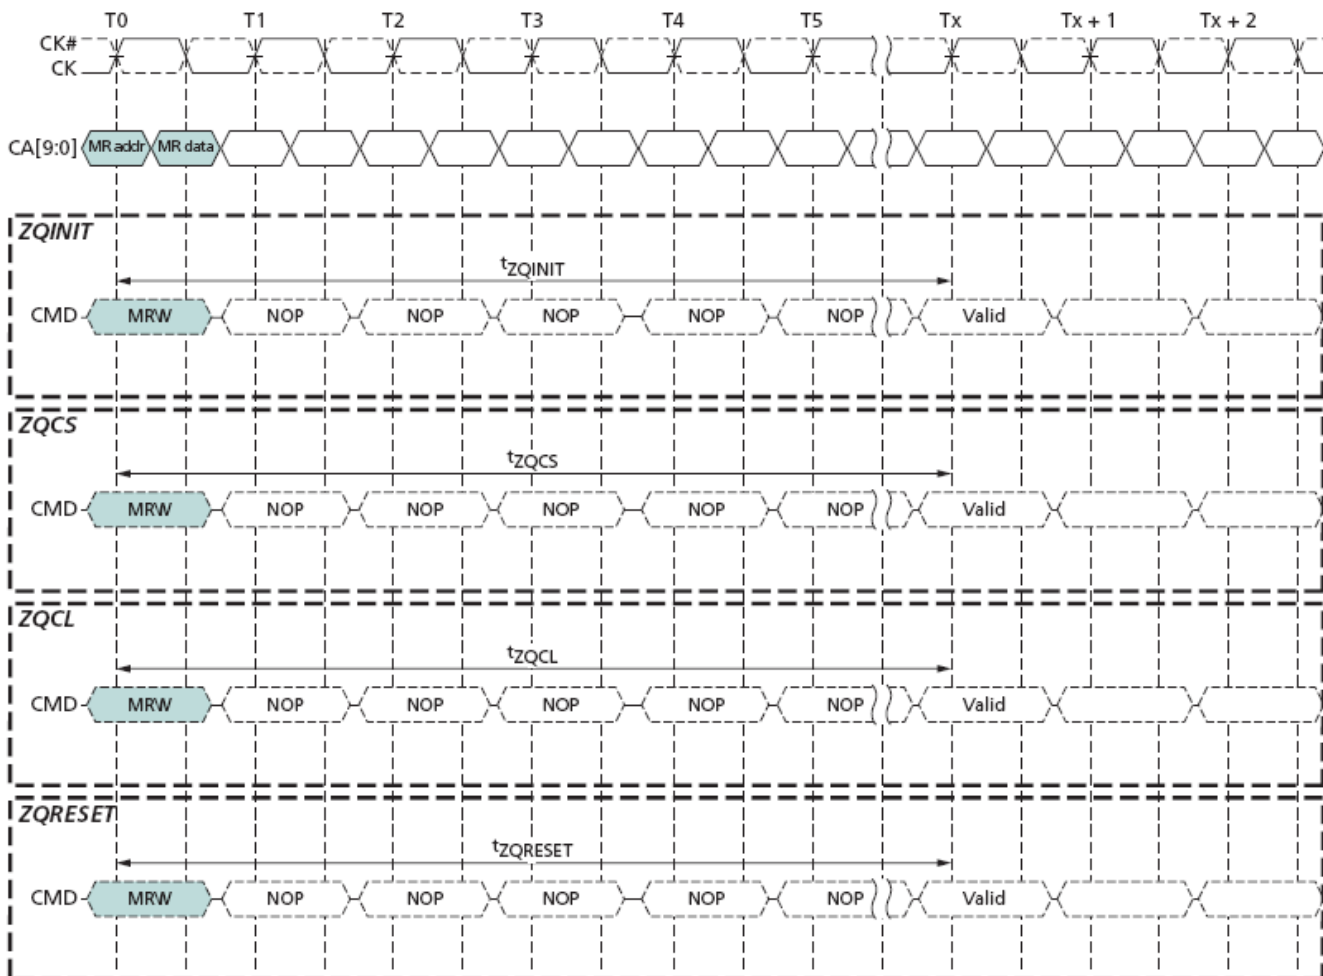 T0 T1 T2 T3 T4 T5 Tx Tx + 1 Tx + 2
CK#
CK
CA[9:0] MR addr MR data
ZQINIT
tZQINIT
CMD MRW NOP NOP NOP NOP NOP Valid
ZQCS
tZQCS
CMD MRW NOP NOP NOP NOP NOP Valid
ZQCL
tZQCL
CMD MRW NOP NOP NOP NOP NOP Valid
ZQRESET
tZQRESET
CMD MRW NOP NOP NOP NOP NOP Valid